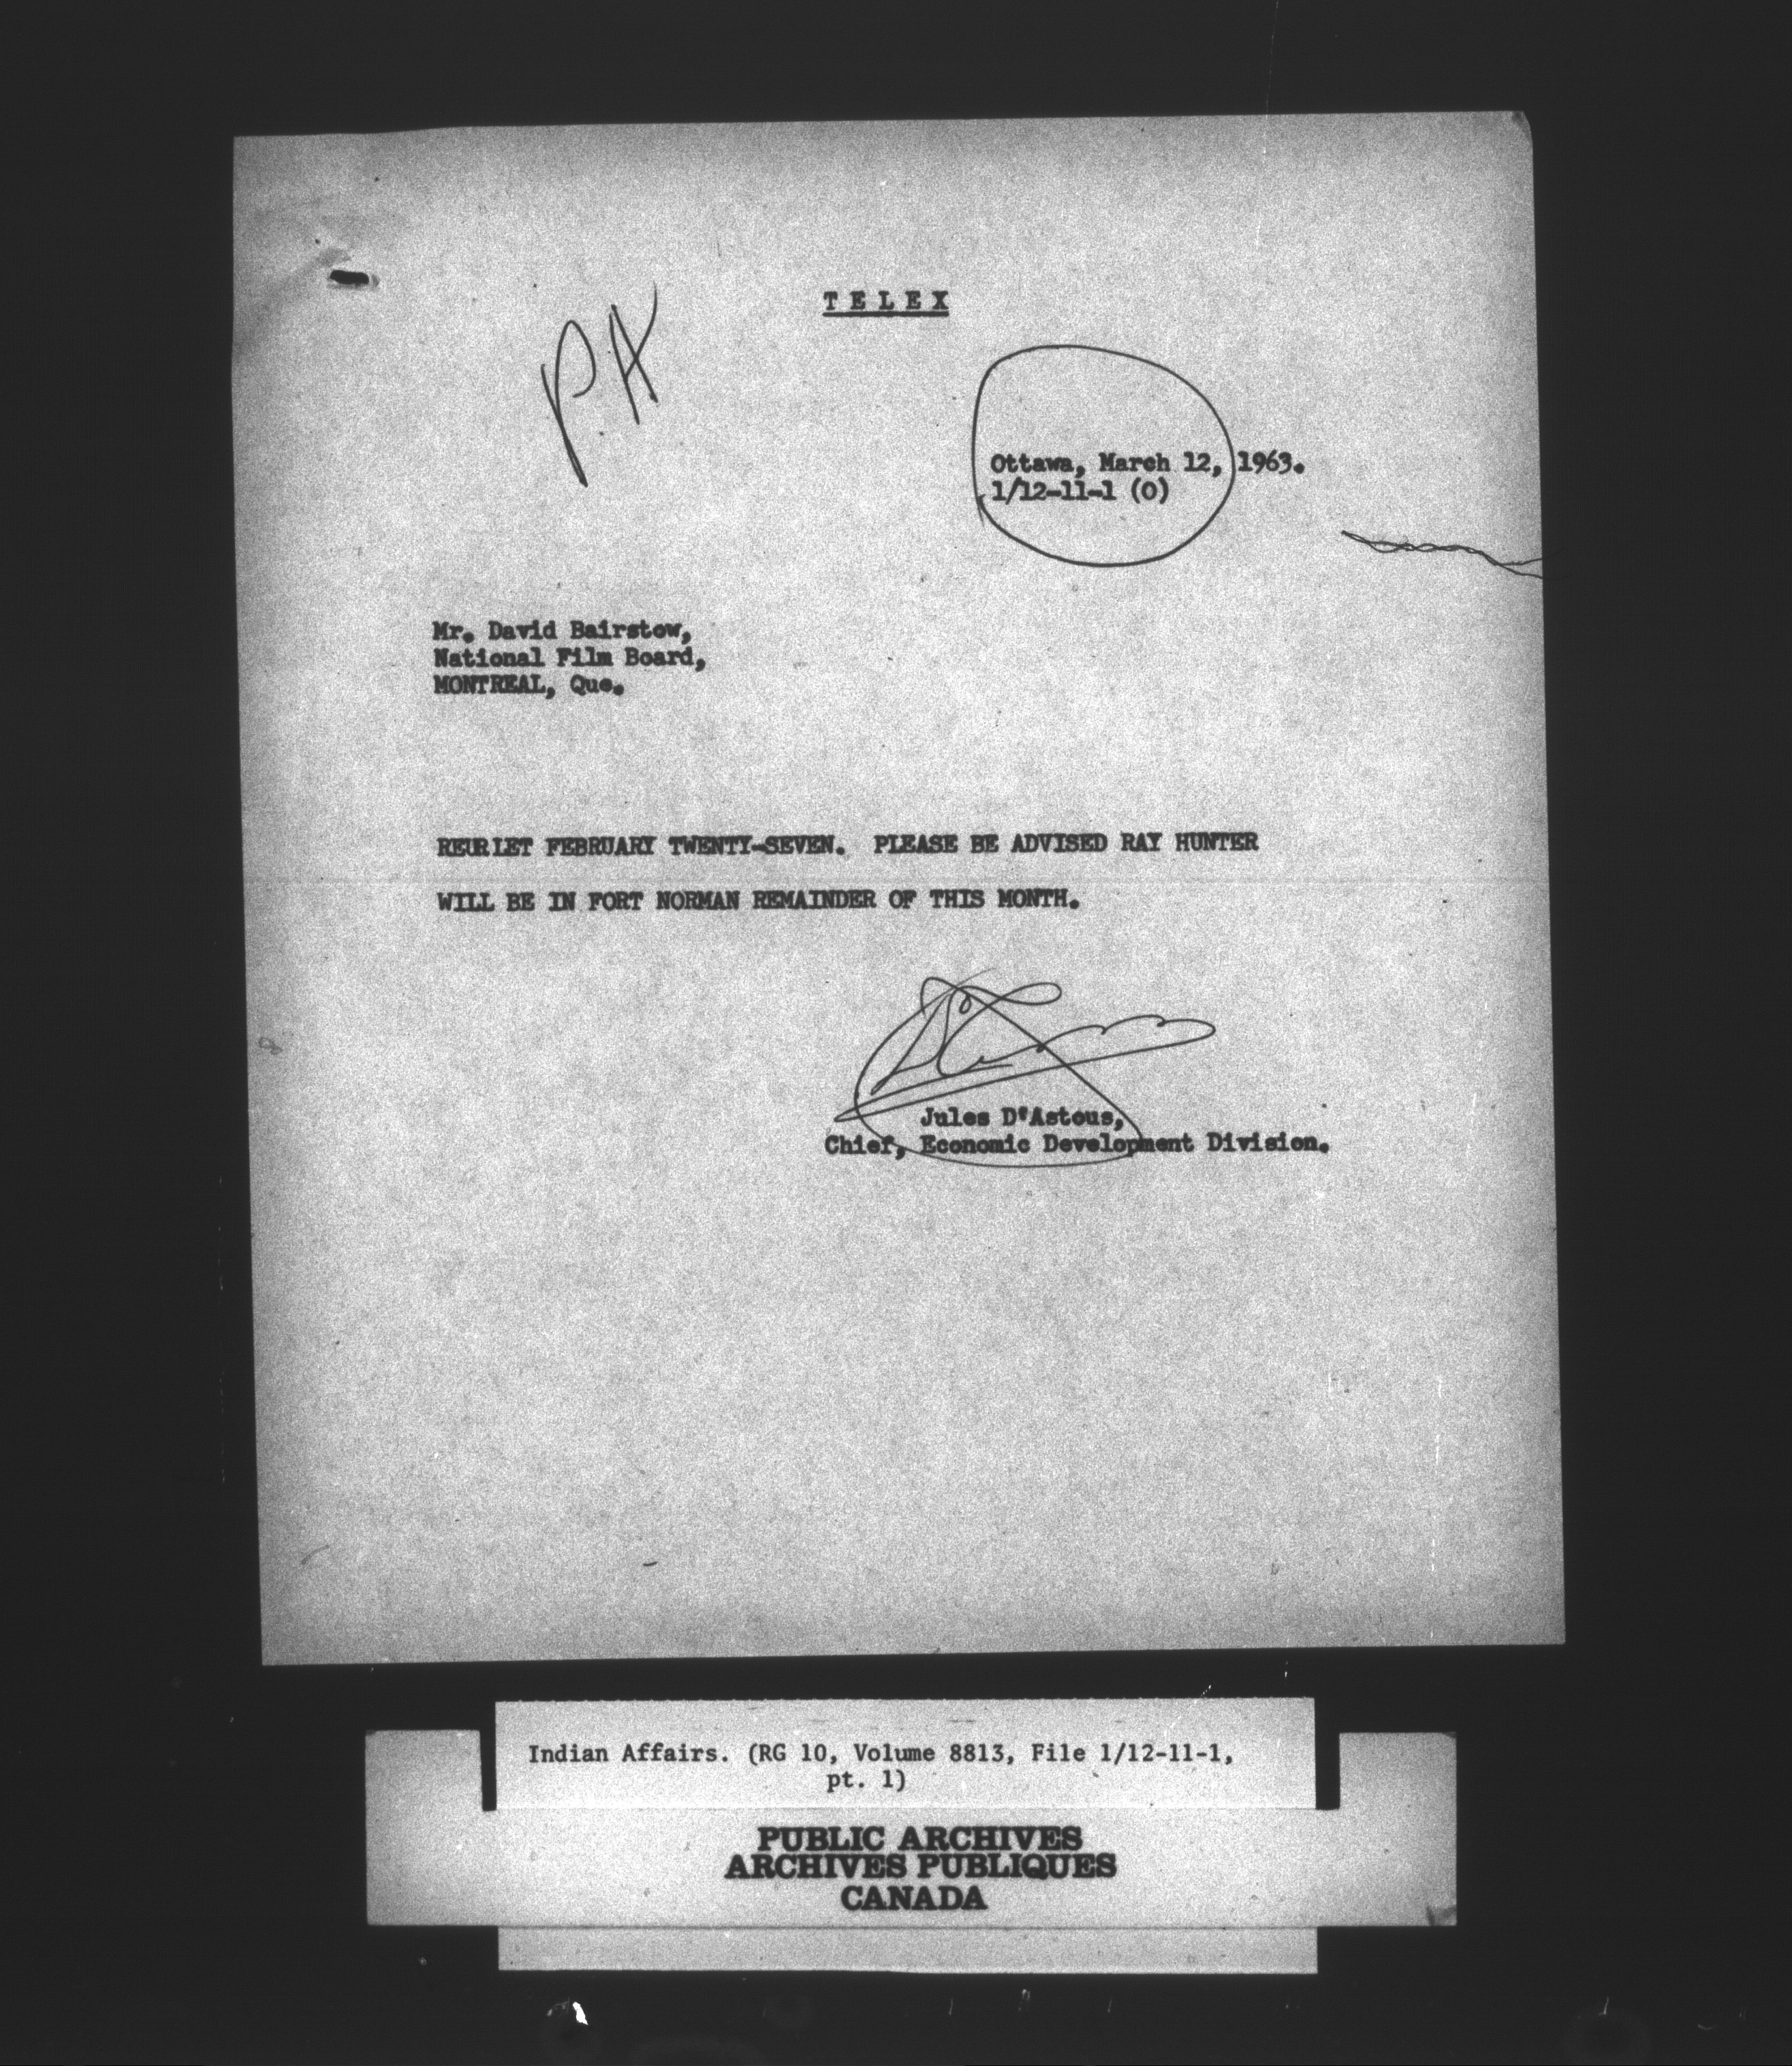 TELEX
P.A
Ottawa, March 12, 1963.
1/12-11-1 (O)
Mr. David Bairstow,
National Film Board,
MONTREAL, Que.
REURLET FEBRUARY TWENTY-SEVEN. PLEASE BE ADVISED RAY HUNTER
WILL BE IN FORT NORMAN REMAINDER OF THIS MONTH.
Jules D'Astous,
Chief, Economic Development Division.
Indian Affairs. (RG 10, Volume 8813, File 1/12-11-1,
pt. 1)
PUBLIC ARCHIVES
ARCHIVES PUBLIQUES
CANADA